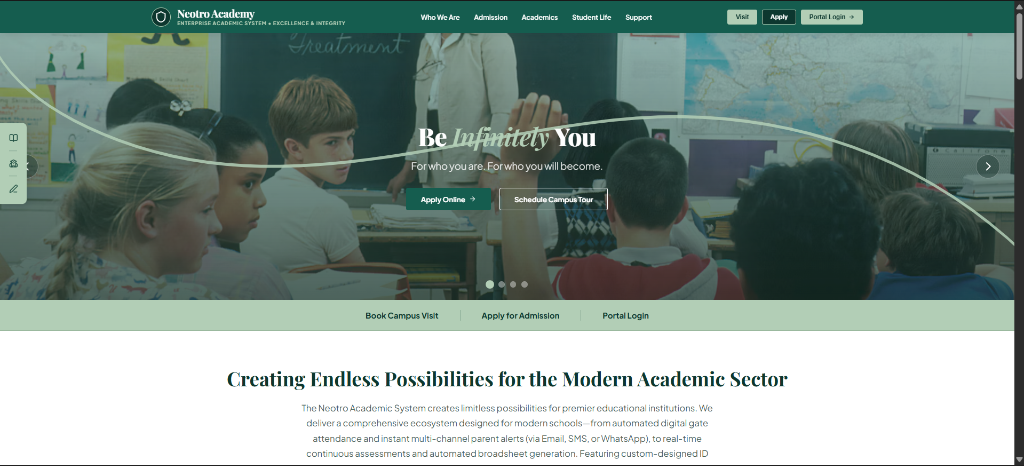 Neotro Academy
ENTERPRISE ACADEMIC SYSTEM • EXCELLENCE & INTEGRITY
Who We Are
Admission
Academics
Student Life
Support
Visit
Apply
Portal Login →
Treatment
Be Infinitely You
For who you are. For who you will become.
Apply Online →
Schedule Campus Tour
Book Campus Visit
Apply for Admission
Portal Login
Creating Endless Possibilities for the Modern Academic Sector
The Neotro Academic System creates limitless possibilities for premier educational institutions. We
deliver a comprehensive ecosystem designed for modern schools—from automated digital gate
attendance and instant multi-channel parent alerts (via Email, SMS, or WhatsApp), to real-time
continuous assessments and automated broadsheet generation. Featuring custom-designed ID